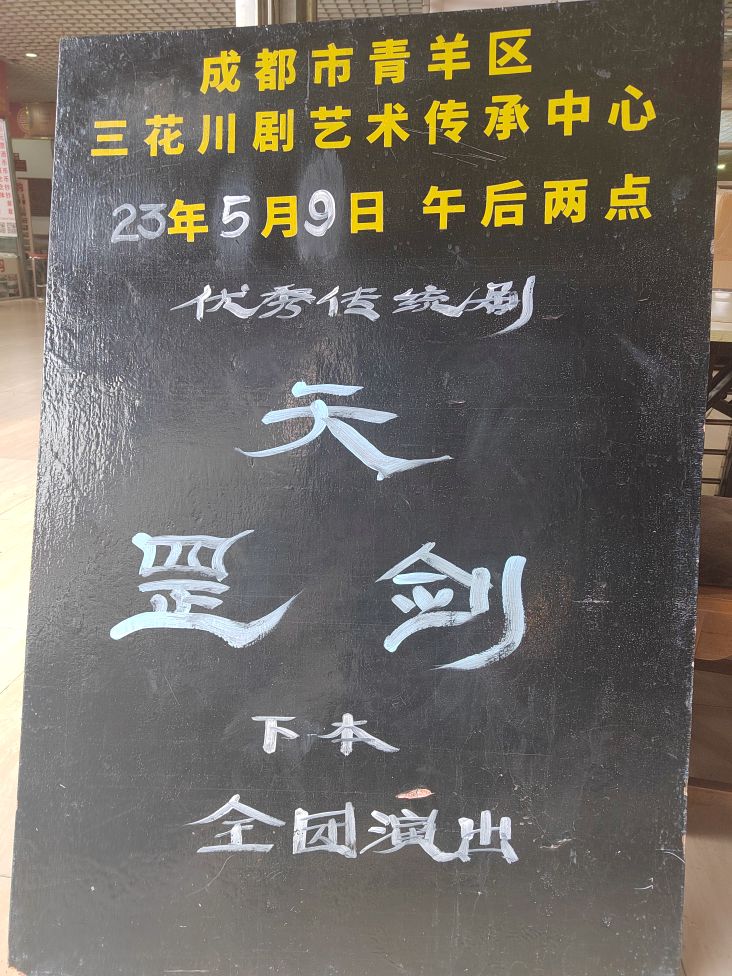 成都市青羊区
三花川剧艺术传承中心
23年5月9日 午后两点
优秀传统剧
天
罡 剑
下本
全团演出